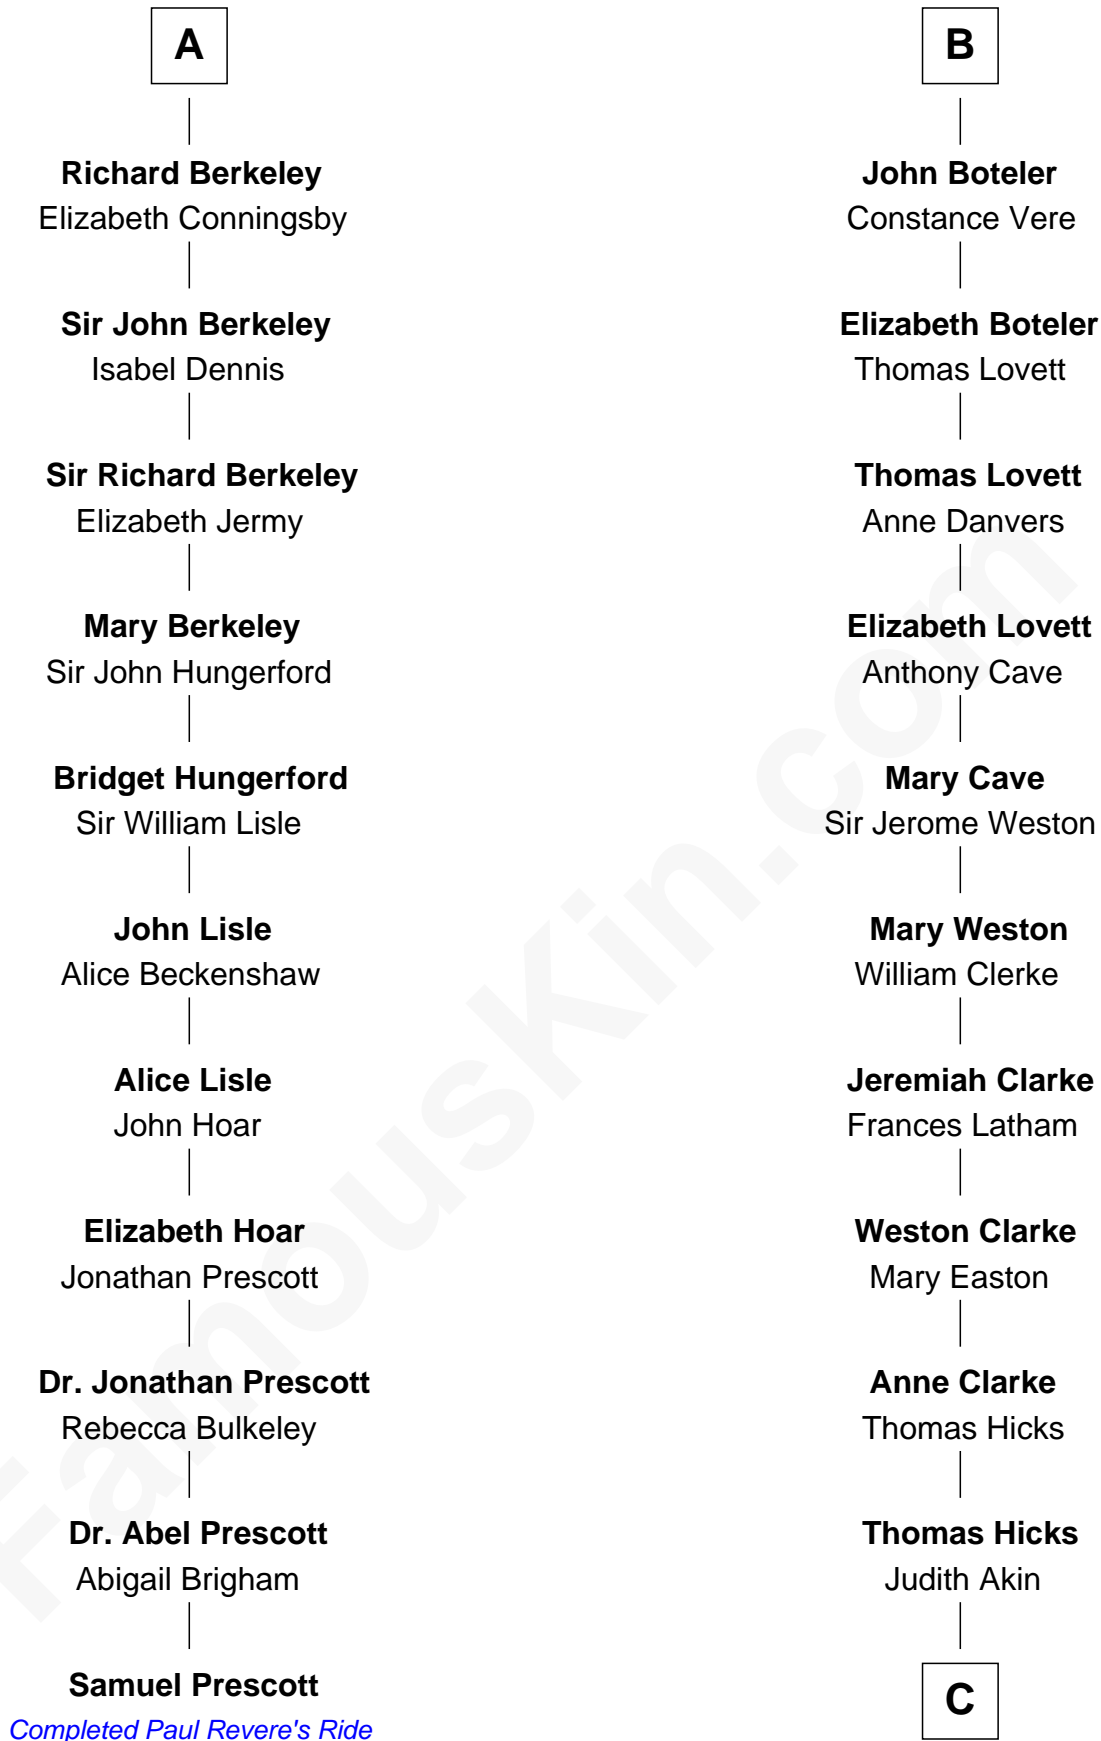 A
Richard Berkeley
Elizabeth Conningsby
Sir John Berkeley
Isabel Dennis
Sir Richard Berkeley
Elizabeth Jermy
Mary Berkeley
Sir John Hungerford
Bridget Hungerford
Sir William Lisle
John Lisle
Alice Beckenshaw
Alice Lisle
John Hoar
Elizabeth Hoar
Jonathan Prescott
Dr. Jonathan Prescott
Rebecca Bulkeley
Dr. Abel Prescott
Abigail Brigham
Samuel Prescott
Completed Paul Revere's Ride
B
John Boteler
Constance Vere
Elizabeth Boteler
Thomas Lovett
Thomas Lovett
Anne Danvers
Elizabeth Lovett
Anthony Cave
Mary Cave
Sir Jerome Weston
Mary Weston
William Clerke
Jeremiah Clarke
Frances Latham
Weston Clarke
Mary Easton
Anne Clarke
Thomas Hicks
Thomas Hicks
Judith Akin
C
FamousKin.com